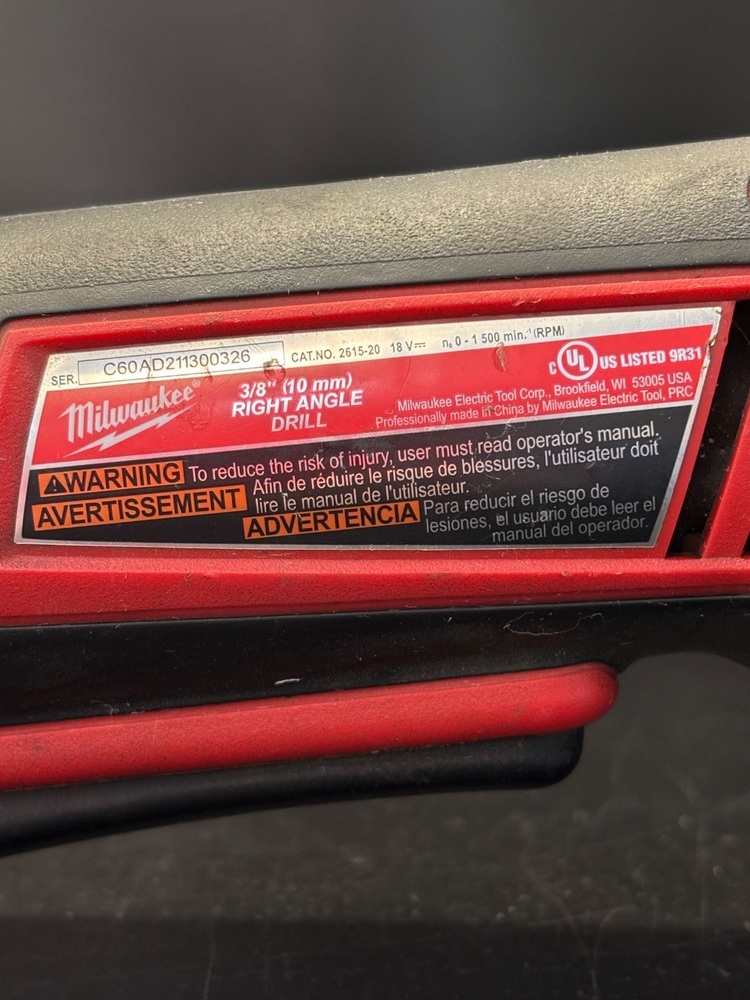 SER. C60AD211300326 CAT.NO. 2615-20 18 V⎓ n₀ 0 - 1 500 min.⁻¹ (RPM)
Milwaukee®
3/8" (10 mm)
RIGHT ANGLE
DRILL
C UL US LISTED 9R31
Milwaukee Electric Tool Corp., Brookfield, WI 53005 USA
Professionally made in China by Milwaukee Electric Tool, PRC
⚠WARNING To reduce the risk of injury, user must read operator's manual.
AVERTISSEMENT Afin de réduire le risque de blessures, l'utilisateur doit
lire le manual de l'utilisateur.
ADVERTENCIA Para reducir el riesgo de
lesiones, el usuario debe leer el
manual del operador.